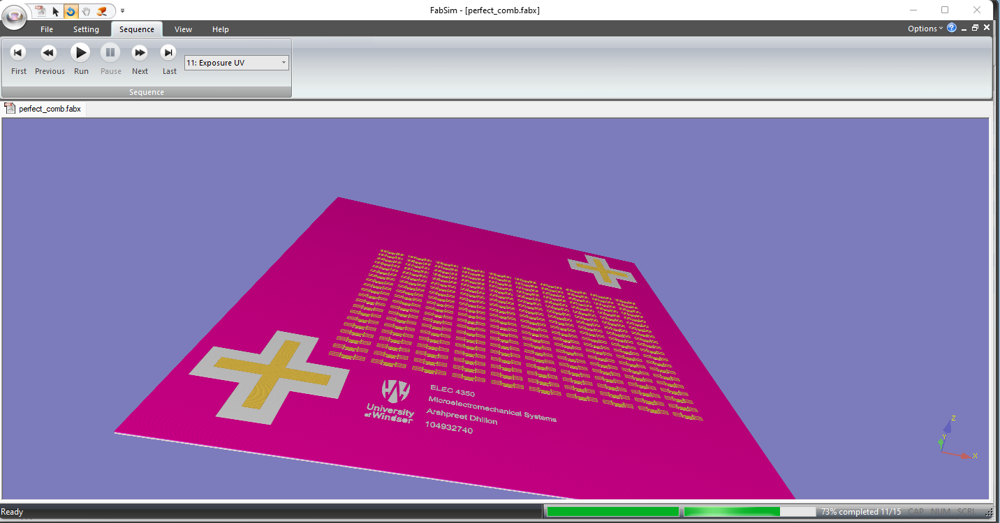 FabSim - [perfect_comb.fabx]
File Setting Sequence View Help
Options
First Previous Run Pause Next Last
11: Exposure UV
Sequence
perfect_comb.fabx
University
of Windsor
ELEC 4350
Microelectromechanical Systems
Arshpreet Dhillon
104932740
Z
Y
X
Ready
73% completed 11/15 CAP NUM SCRL